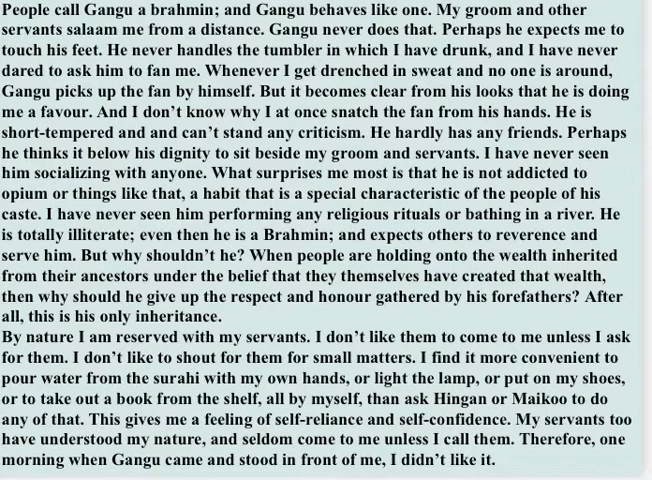 People call Gangu a brahmin; and Gangu behaves like one. My groom and other
servants salaam me from a distance. Gangu never does that. Perhaps he expects me to
touch his feet. He never handles the tumbler in which I have drunk, and I have never
dared to ask him to fan me. Whenever I get drenched in sweat and no one is around,
Gangu picks up the fan by himself. But it becomes clear from his looks that he is doing
me a favour. And I don't know why I at once snatch the fan from his hands. He is
short-tempered and and can't stand any criticism. He hardly has any friends. Perhaps
he thinks it below his dignity to sit beside my groom and servants. I have never seen
him socializing with anyone. What surprises me most is that he is not addicted to
opium or things like that, a habit that is a special characteristic of the people of his
caste. I have never seen him performing any religious rituals or bathing in a river. He
is totally illiterate; even then he is a Brahmin; and expects others to reverence and
serve him. But why shouldn't he? When people are holding onto the wealth inherited
from their ancestors under the belief that they themselves have created that wealth,
then why should he give up the respect and honour gathered by his forefathers? After
all, this is his only inheritance.
By nature I am reserved with my servants. I don't like them to come to me unless I ask
for them. I don't like to shout for them for small matters. I find it more convenient to
pour water from the surahi with my own hands, or light the lamp, or put on my shoes,
or to take out a book from the shelf, all by myself, than ask Hingan or Maikoo to do
any of that. This gives me a feeling of self-reliance and self-confidence. My servants too
have understood my nature, and seldom come to me unless I call them. Therefore, one
morning when Gangu came and stood in front of me, I didn't like it.